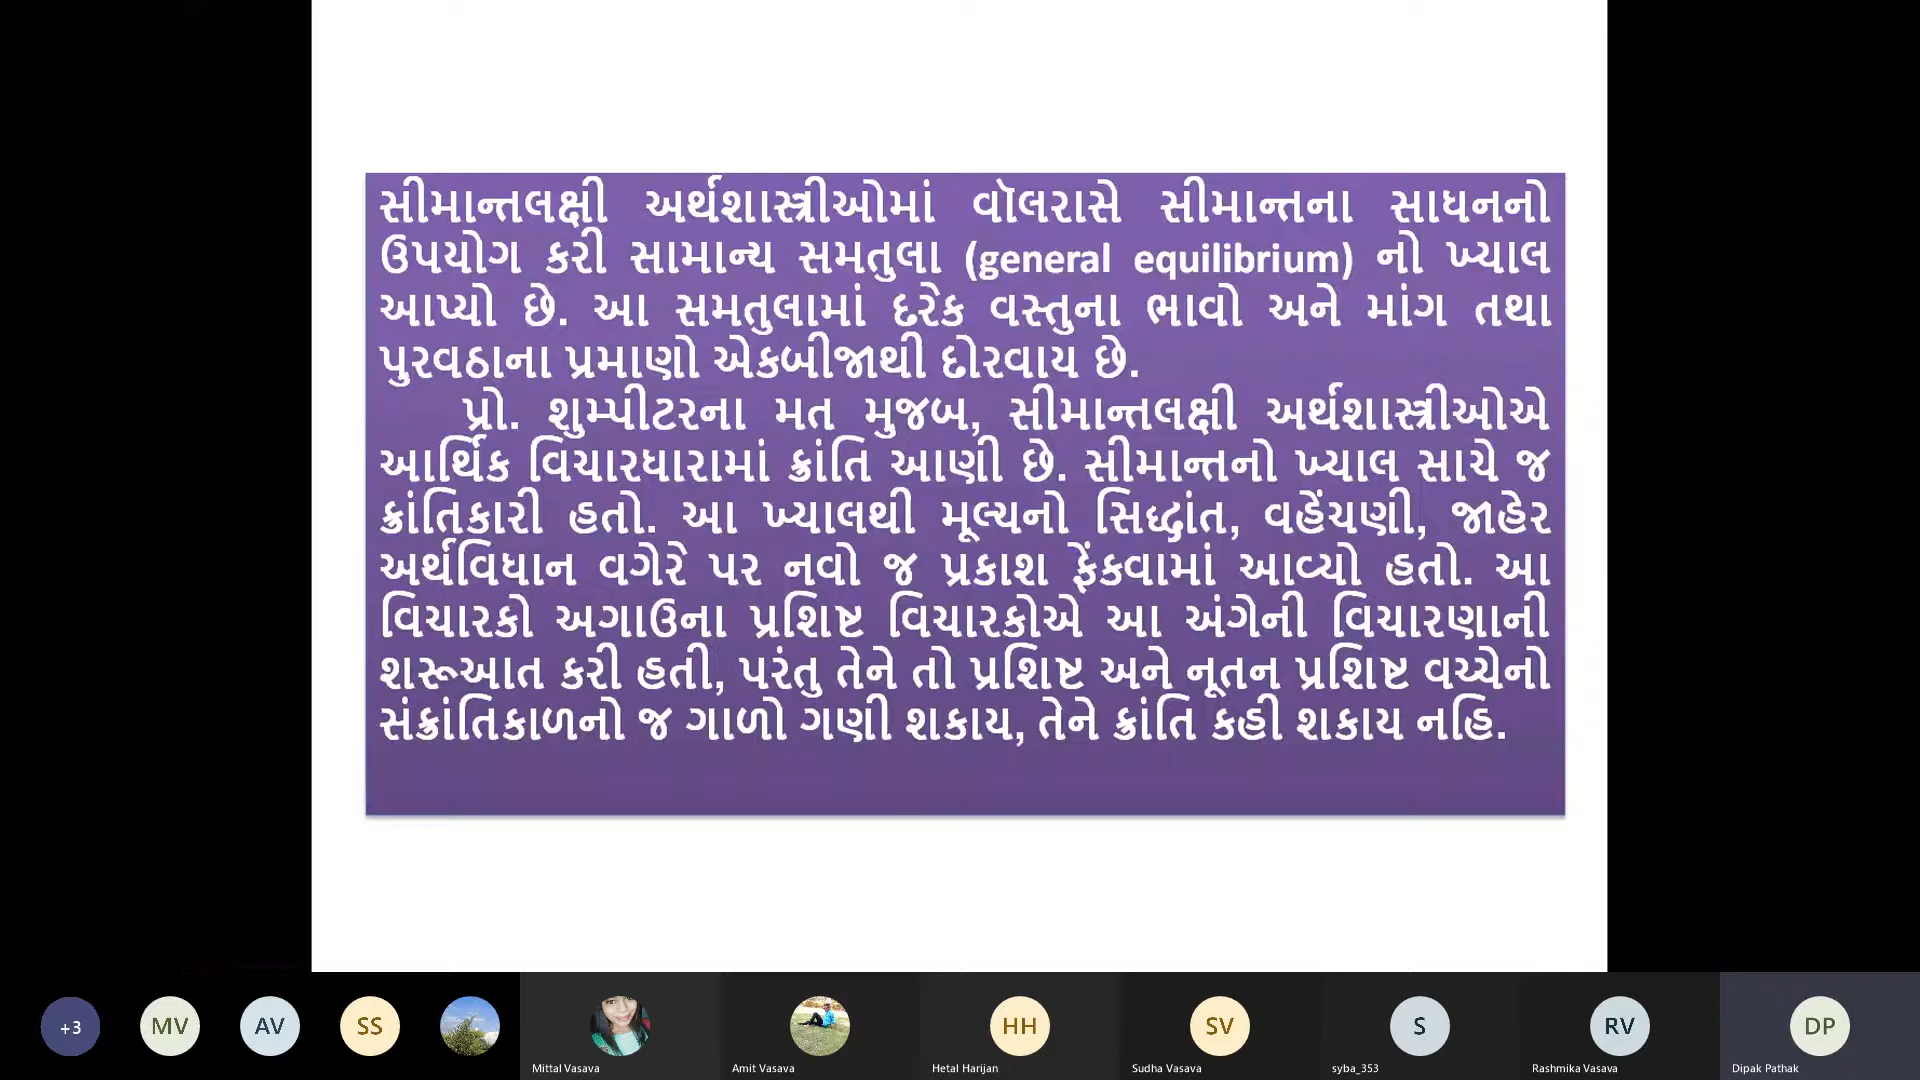 સીમાન્તલક્ષી અર્થશાસ્ત્રીઓમાં વૉલરાસે સીમાન્તના સાધનનો
ઉપયોગ કરી સામાન્ય સમતુલા (general equilibrium) નો ખ્યાલ
આપ્યો છે. આ સમતુલામાં દરેક વસ્તુના ભાવો અને માંગ તથા
પુરવઠાના પ્રમાણો એકબીજાથી દોરવાય છે.
પ્રો. શુમ્પીટરના મત મુજબ, સીમાન્તલક્ષી અર્થશાસ્ત્રીઓએ
આર્થિક વિચારધારામાં ક્રાંતિ આણી છે. સીમાન્તનો ખ્યાલ સાચે જ
ક્રાંતિકારી હતો. આ ખ્યાલથી મૂલ્યનો સિદ્ધાંત, વહેંચણી, જાહેર
અર્થવિધાન વગેરે પર નવો જ પ્રકાશ ફેંકવામાં આવ્યો હતો. આ
વિચારકો અગાઉના પ્રશિષ્ટ વિચારકોએ આ અંગેની વિચારણાની
શરૂઆત કરી હતી, પરંતુ તેને તો પ્રશિષ્ટ અને નૂતન પ્રશિષ્ટ વચ્ચેનો
સંક્રાંતિકાળનો જ ગાળો ગણી શકાય, તેને ક્રાંતિ કહી શકાય નહિ.
+3 MV AV SS HH SV S RV DP
Mittal Vasava Amit Vasava Hetal Harijan Sudha Vasava syba_353 Rashmika Vasava Dipak Pathak